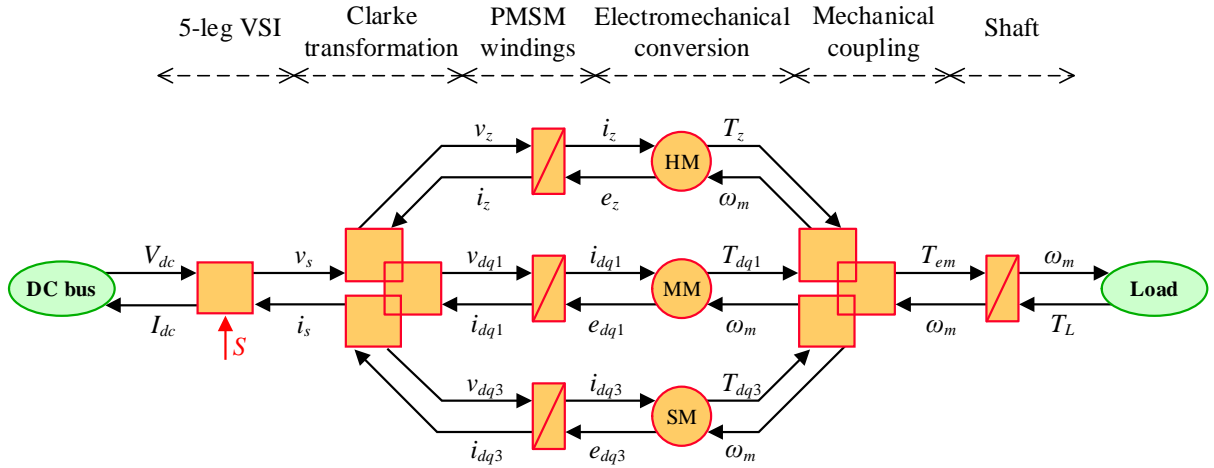 5-leg VSI
Clarke transformation
PMSM windings
Electromechanical conversion
Mechanical coupling
Shaft
v_z
i_z
T_z
HM
i_z
e_z
ω_m
V_dc
v_s
v_dq1
i_dq1
T_dq1
T_em
ω_m
DC bus
MM
Load
I_dc
i_s
i_dq1
e_dq1
ω_m
ω_m
T_L
S
v_dq3
i_dq3
T_dq3
SM
i_dq3
e_dq3
ω_m